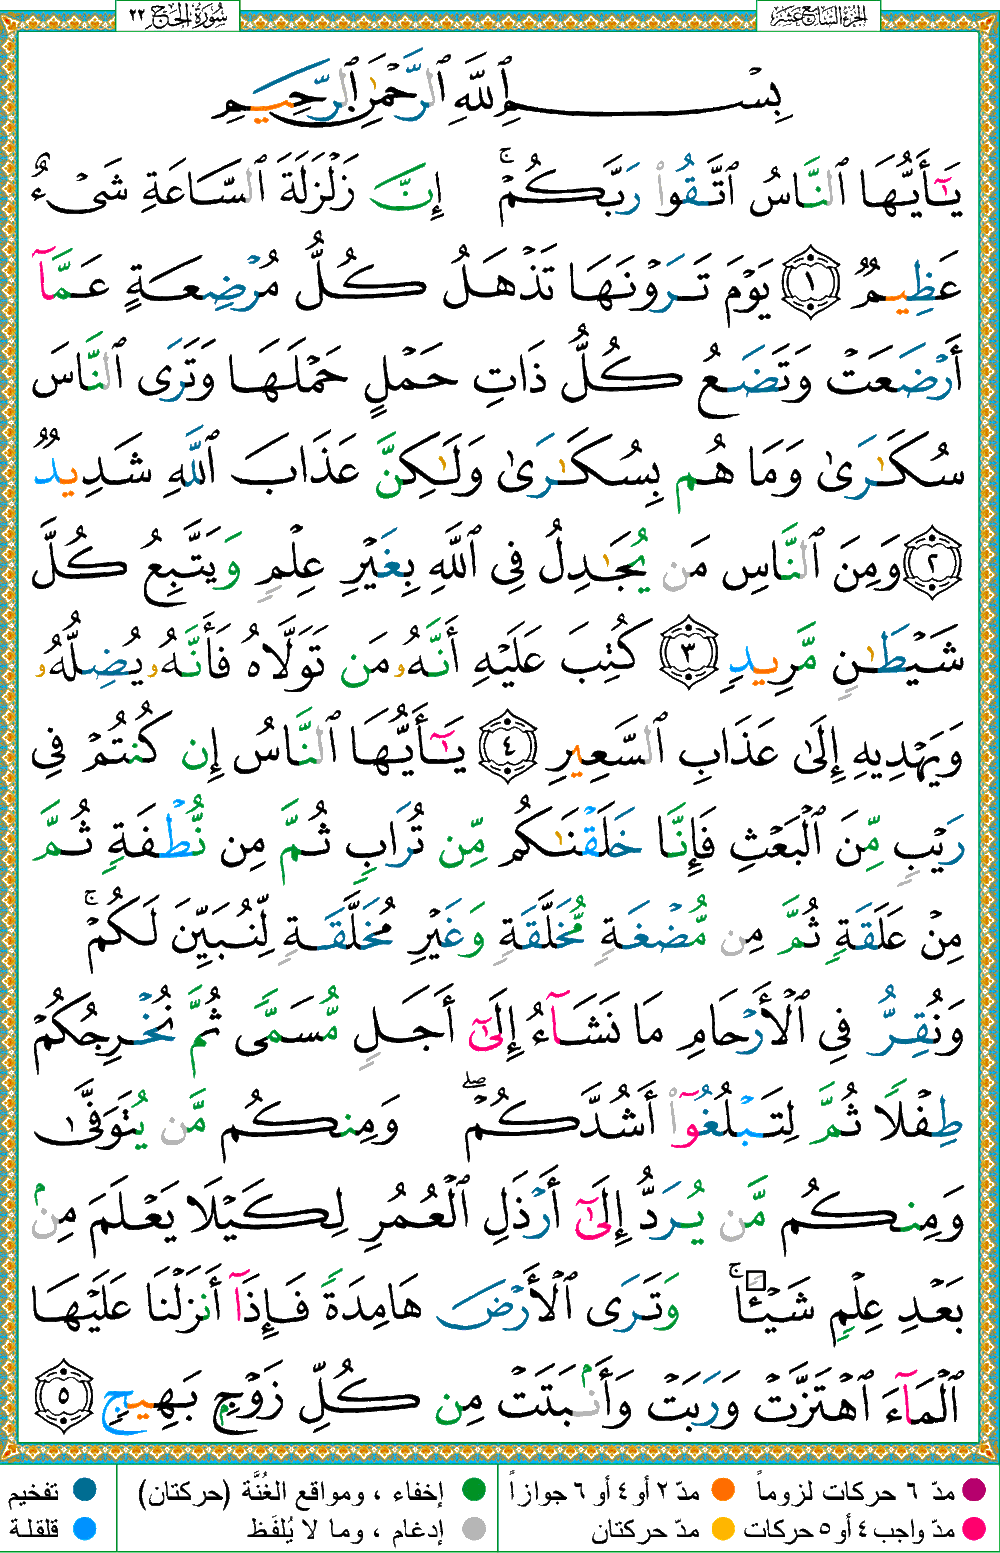 الجزء السابع عشر
سورة الحج ٢٢
بِسْمِ ٱللَّهِ ٱلرَّحْمَٰنِ ٱلرَّحِيمِ
يَـٰٓأَيُّهَا ٱلنَّاسُ ٱتَّقُوا۟ رَبَّكُمْ ۚ إِنَّ زَلْزَلَةَ ٱلسَّاعَةِ شَىْءٌ
عَظِيمٌ ١ يَوْمَ تَرَوْنَهَا تَذْهَلُ كُلُّ مُرْضِعَةٍ عَمَّآ
أَرْضَعَتْ وَتَضَعُ كُلُّ ذَاتِ حَمْلٍ حَمْلَهَا وَتَرَى ٱلنَّاسَ
سُكَـٰرَىٰ وَمَا هُم بِسُكَـٰرَىٰ وَلَـٰكِنَّ عَذَابَ ٱللَّهِ شَدِيدٌ
٢ وَمِنَ ٱلنَّاسِ مَن يُجَـٰدِلُ فِى ٱللَّهِ بِغَيْرِ عِلْمٍ وَيَتَّبِعُ كُلَّ
شَيْطَـٰنٍ مَّرِيدٍ ٣ كُتِبَ عَلَيْهِ أَنَّهُۥ مَن تَوَلَّاهُ فَأَنَّهُۥ يُضِلُّهُۥ
وَيَهْدِيهِ إِلَىٰ عَذَابِ ٱلسَّعِيرِ ٤ يَـٰٓأَيُّهَا ٱلنَّاسُ إِن كُنتُمْ فِى
رَيْبٍ مِّنَ ٱلْبَعْثِ فَإِنَّا خَلَقْنَـٰكُم مِّن تُرَابٍ ثُمَّ مِن نُّطْفَةٍ ثُمَّ
مِنْ عَلَقَةٍ ثُمَّ مِن مُّضْغَةٍ مُّخَلَّقَةٍ وَغَيْرِ مُخَلَّقَةٍ لِّنُبَيِّنَ لَكُمْ ۚ
وَنُقِرُّ فِى ٱلْأَرْحَامِ مَا نَشَآءُ إِلَىٰٓ أَجَلٍ مُّسَمًّى ثُمَّ نُخْرِجُكُمْ
طِفْلًا ثُمَّ لِتَبْلُغُوٓا۟ أَشُدَّكُمْ ۖ وَمِنكُم مَّن يُتَوَفَّىٰ
وَمِنكُم مَّن يُرَدُّ إِلَىٰٓ أَرْذَلِ ٱلْعُمُرِ لِكَيْلَا يَعْلَمَ مِنۢ
بَعْدِ عِلْمٍ شَيْـًٔا ۚ وَتَرَى ٱلْأَرْضَ هَامِدَةً فَإِذَآ أَنزَلْنَا عَلَيْهَا
ٱلْمَآءَ ٱهْتَزَّتْ وَرَبَتْ وَأَنۢبَتَتْ مِن كُلِّ زَوْجٍۭ بَهِيجٍ ٥
مدّ ٦ حركات لزوماً مدّ ٢ أو ٤ أو ٦ جوازاً إخفاء ، ومواقع الغُنَّة (حركتان) تفخيم
مدّ واجب ٤ أو ٥ حركات مدّ حركتان إدغام ، وما لا يُلفَظ قلقلة